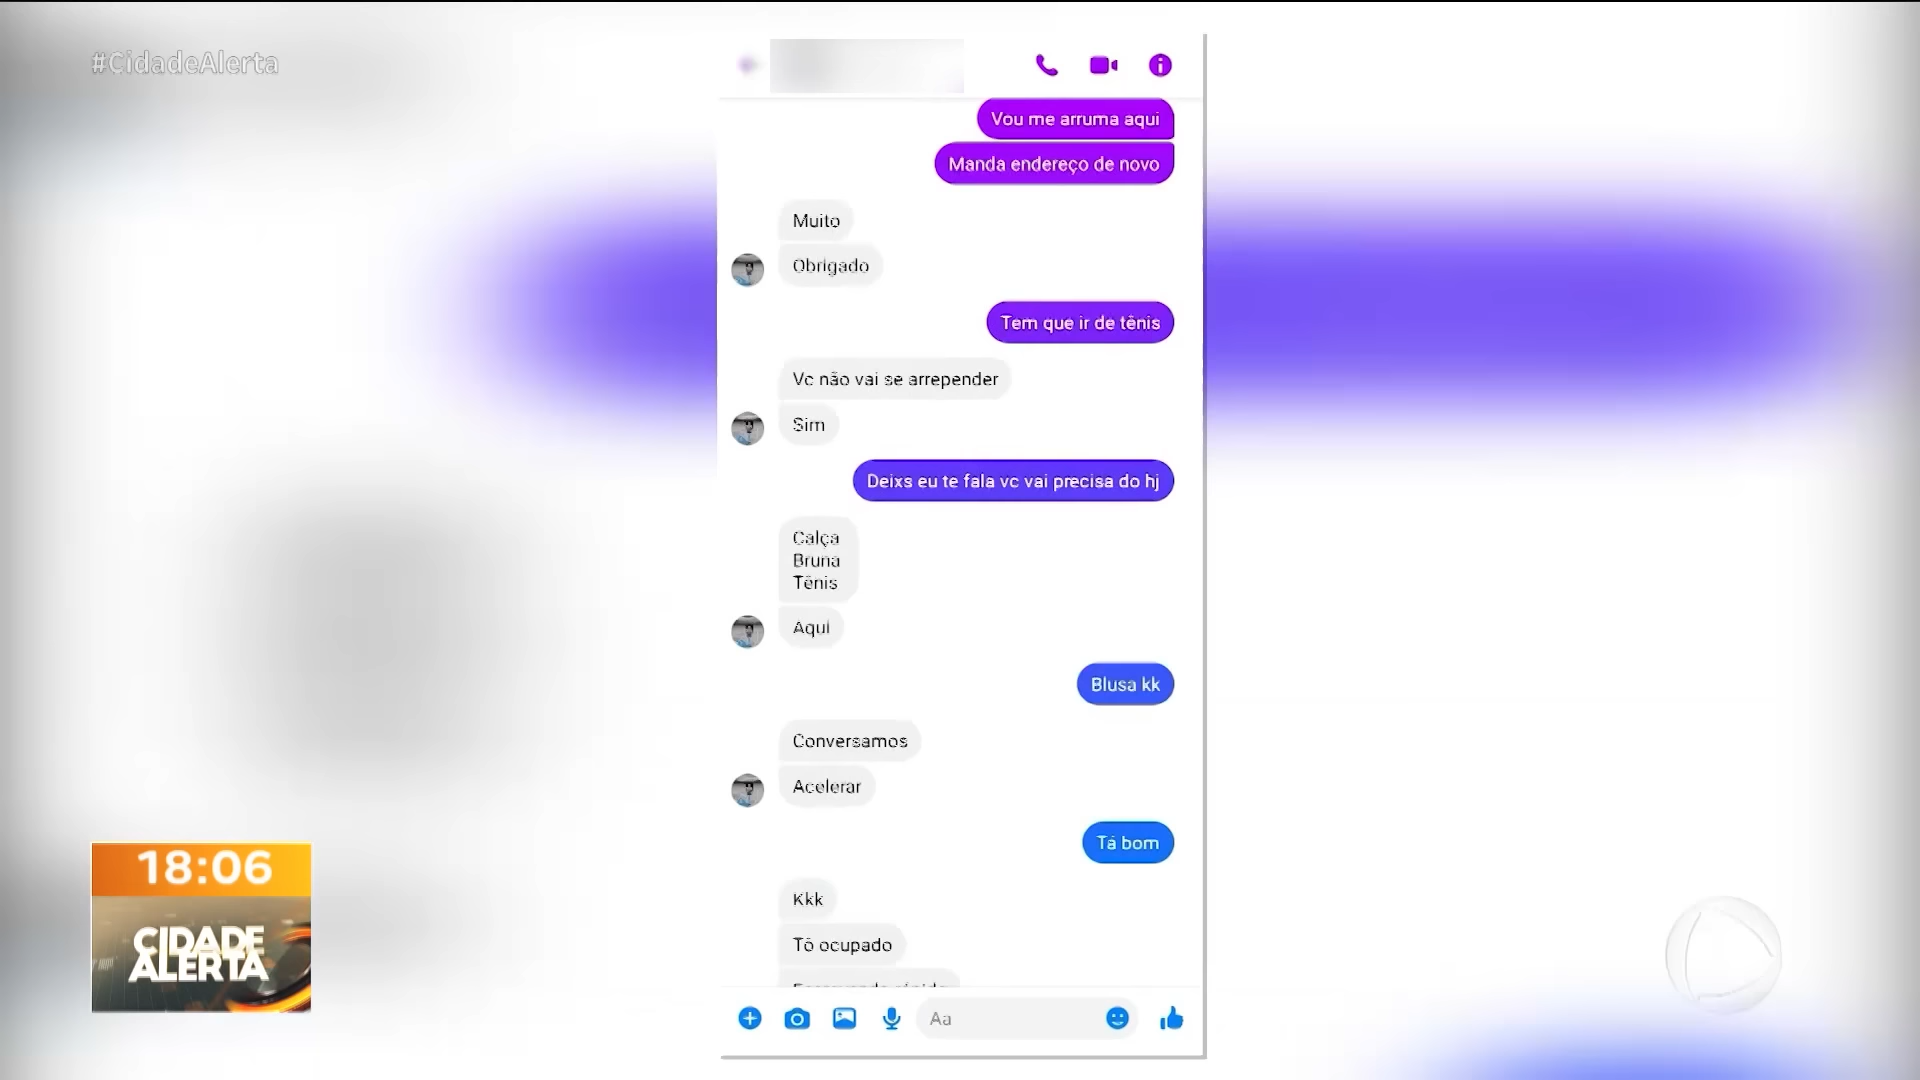 #CidadeAlerta
Vou me arruma aqui
Manda endereço de novo
Muito
Obrigado
Tem que ir de tênis
Vc não vai se arrepender
Sim
Deixs eu te fala vc vai precisa do hj
Calça
Bruna
Tênis
Aqui
Blusa kk
Conversamos
Acelerar
Tá bom
Kkk
Tô ocupado
Aa
18:06
CIDADE
ALERTA